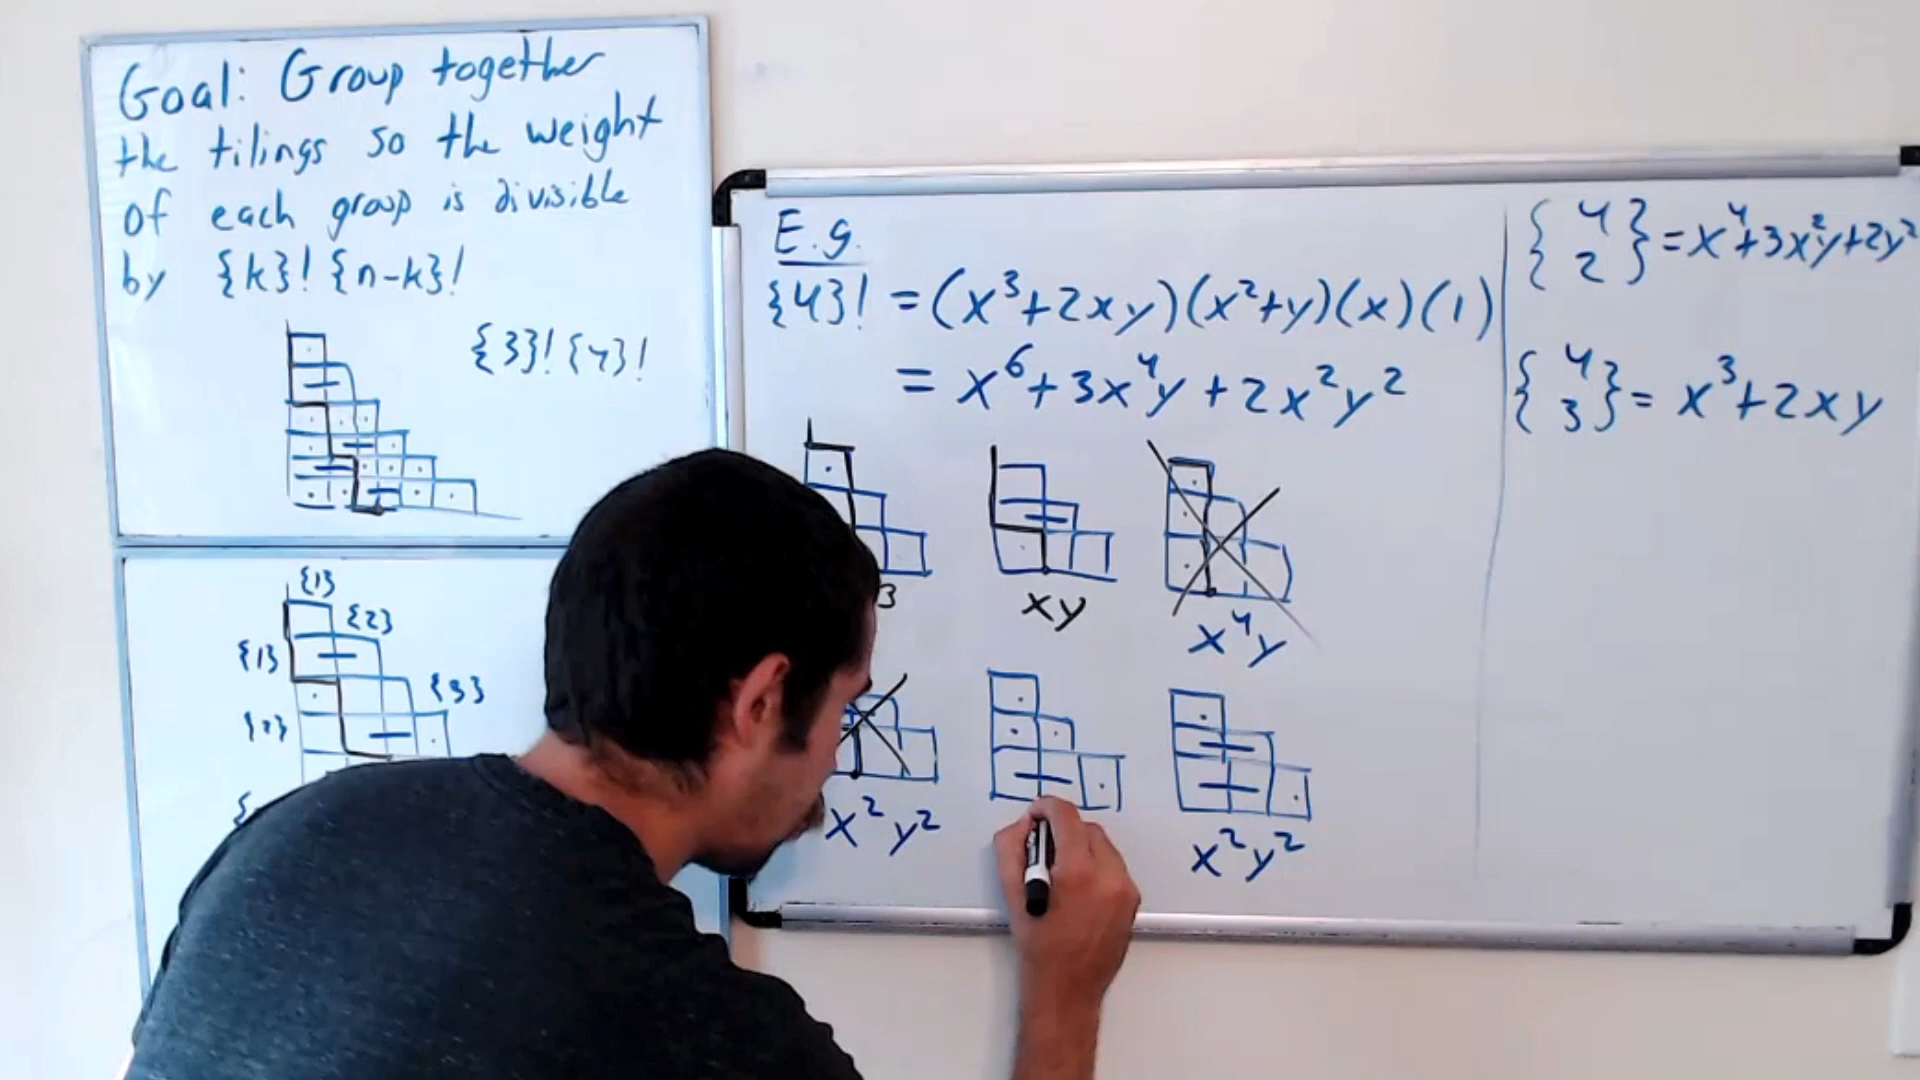 Goal: Group together
the tilings so the weight
of each group is divisible
by {k}! {n-k}!
{3}! {4}!
{1}
{2}
{1}
{3}
{2}
E.g.
{4}! = (x³+2xy)(x²+y)(x)(1)
= x⁶+3x⁴y+2x²y²
3
xy
x⁴y
x²y²
x²y²
{4 2} = x⁴+3x²y+2y²
{4 3} = x³+2xy